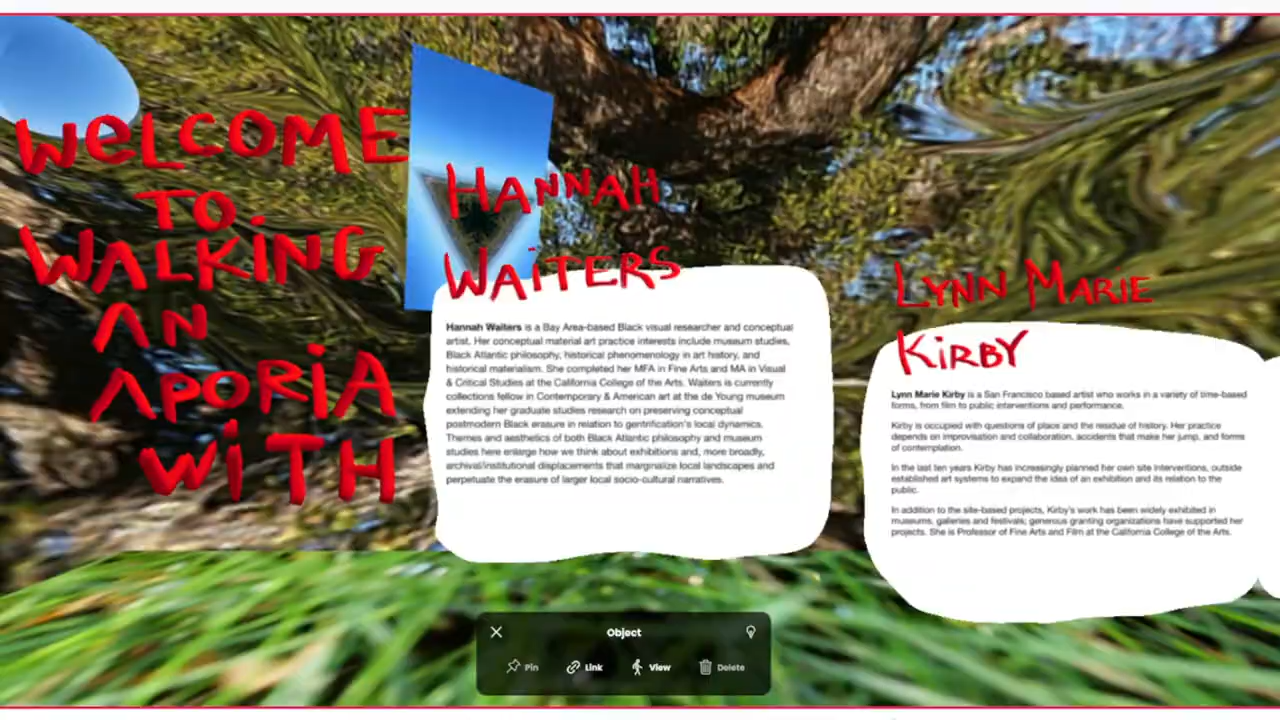 WELCOME
TO
WALKING
AN
APORIA
WITH
HANNAH
WAITERS
Hannah Waiters is a Bay Area-based Black visual researcher and conceptual
artist. Her conceptual material art practice interests include museum studies,
Black Atlantic philosophy, historical phenomenology in art history, and
historical materialism. She completed her MFA in Fine Arts and MA in Visual
& Critical Studies at the California College of the Arts. Waiters is currently
collections fellow in Contemporary & American art at the de Young museum
extending her graduate studies research on preserving conceptual
postmodern Black erasure in relation to gentrification's local dynamics.
Themes and aesthetics of both Black Atlantic philosophy and museum
studies here enlarge how we think about exhibitions and, more broadly,
archival/institutional displacements that marginalize local landscapes and
perpetuate the erasure of larger local socio-cultural narratives.
LYNN MARIE
KIRBY
Lynn Marie Kirby is a San Francisco based artist who works in a variety of time-based
forms, from film to public interventions and performance.
Kirby is occupied with questions of place and the residue of history. Her practice
depends on improvisation and collaboration, accidents that make her jump, and forms
of contemplation.
In the last ten years Kirby has increasingly planned her own site interventions, outside
established art systems to expand the idea of an exhibition and its relation to the
public.
In addition to the site-based projects, Kirby's work has been widely exhibited in
museums, galleries and festivals; generous granting organizations have supported her
projects. She is Professor of Fine Arts and Film at the California College of the Arts.
Object
Pin
Link
View
Delete